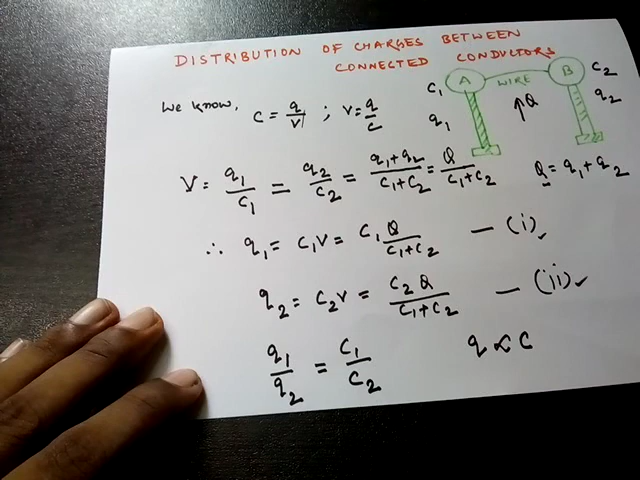 DISTRIBUTION OF CHARGES BETWEEN
CONNECTED CONDUCTORS
A WIRE B
C₁ C₂
q₁ ↑Q q₂
We know, C = q/V ; V = q/C
V = q₁/C₁ = q₂/C₂ = (q₁+q₂)/(C₁+C₂) = Q/(C₁+C₂) Q = q₁+q₂
∴ q₁ = C₁V = C₁ Q/(C₁+C₂) — (i)
q₂ = C₂V = C₂ Q/(C₁+C₂) — (ii)
q₁/q₂ = C₁/C₂ q ∝ C